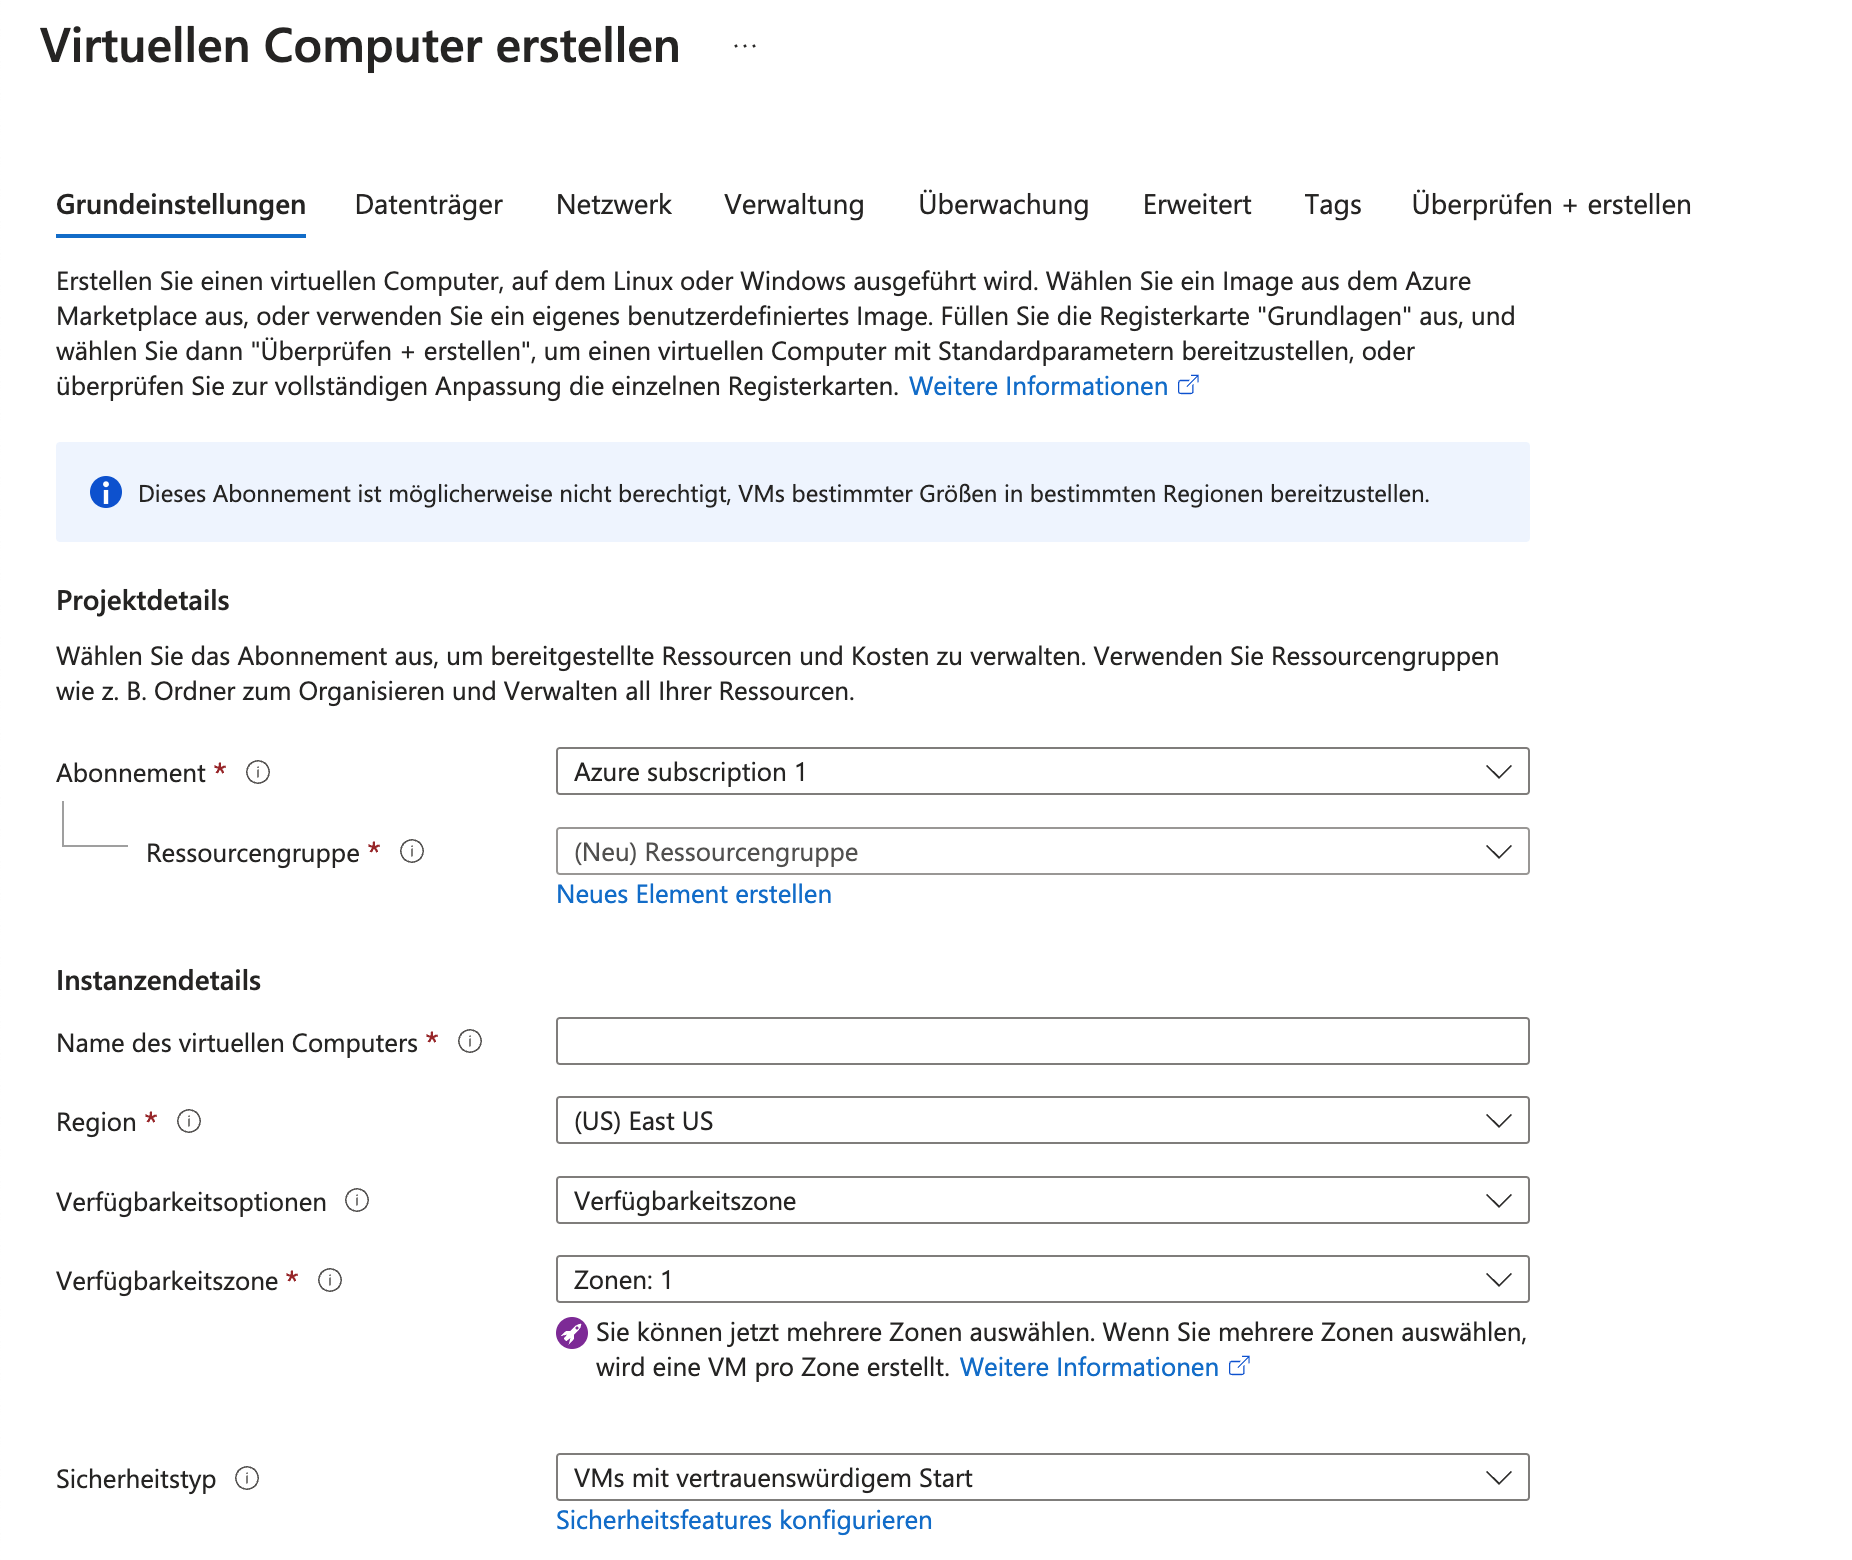 Virtuellen Computer erstellen ...
Grundeinstellungen Datenträger Netzwerk Verwaltung Überwachung Erweitert Tags Überprüfen + erstellen
Erstellen Sie einen virtuellen Computer, auf dem Linux oder Windows ausgeführt wird. Wählen Sie ein Image aus dem Azure
Marketplace aus, oder verwenden Sie ein eigenes benutzerdefiniertes Image. Füllen Sie die Registerkarte "Grundlagen" aus, und
wählen Sie dann "Überprüfen + erstellen", um einen virtuellen Computer mit Standardparametern bereitzustellen, oder
überprüfen Sie zur vollständigen Anpassung die einzelnen Registerkarten. Weitere Informationen
Dieses Abonnement ist möglicherweise nicht berechtigt, VMs bestimmter Größen in bestimmten Regionen bereitzustellen.
Projektdetails
Wählen Sie das Abonnement aus, um bereitgestellte Ressourcen und Kosten zu verwalten. Verwenden Sie Ressourcengruppen
wie z. B. Ordner zum Organisieren und Verwalten all Ihrer Ressourcen.
Abonnement * Azure subscription 1
Ressourcengruppe * (Neu) Ressourcengruppe
Neues Element erstellen
Instanzendetails
Name des virtuellen Computers *
Region * (US) East US
Verfügbarkeitsoptionen Verfügbarkeitszone
Verfügbarkeitszone * Zonen: 1
Sie können jetzt mehrere Zonen auswählen. Wenn Sie mehrere Zonen auswählen,
wird eine VM pro Zone erstellt. Weitere Informationen
Sicherheitstyp VMs mit vertrauenswürdigem Start
Sicherheitsfeatures konfigurieren